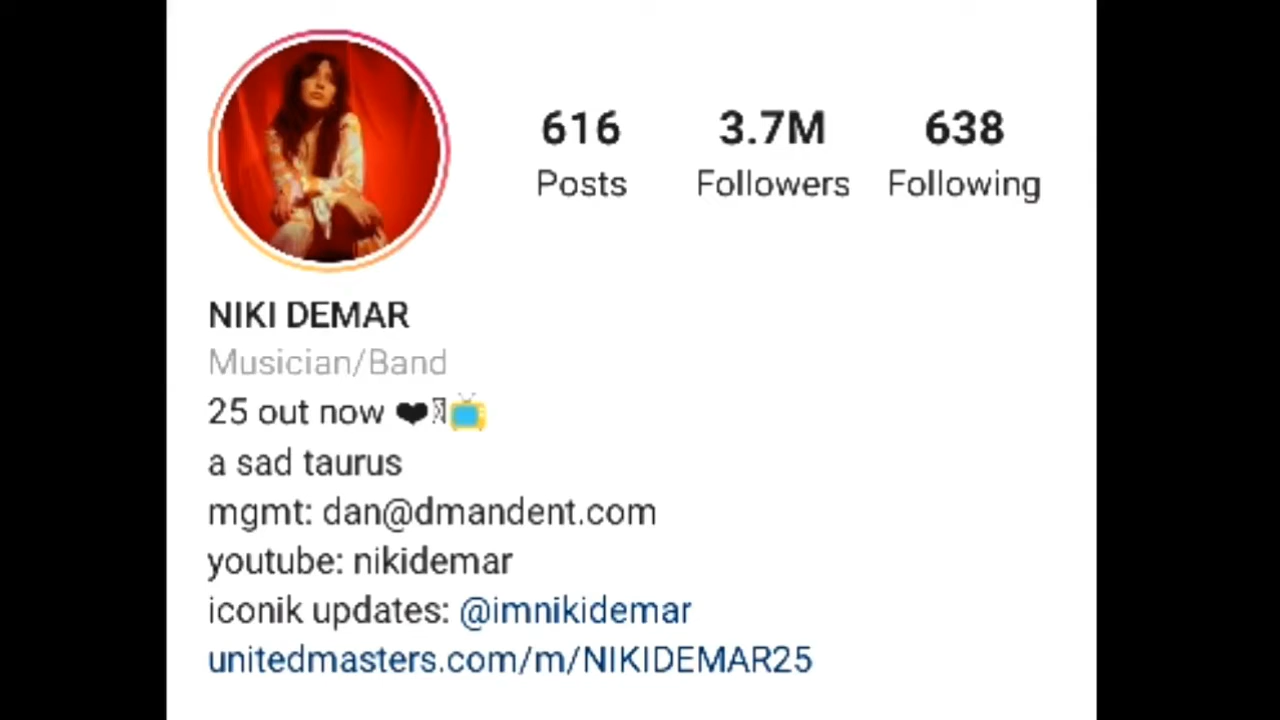 616 3.7M 638
Posts Followers Following
NIKI DEMAR
Musician/Band
25 out now ❤📺
a sad taurus
mgmt: dan@dmandent.com
youtube: nikidemar
iconik updates: @imnikidemar
unitedmasters.com/m/NIKIDEMAR25